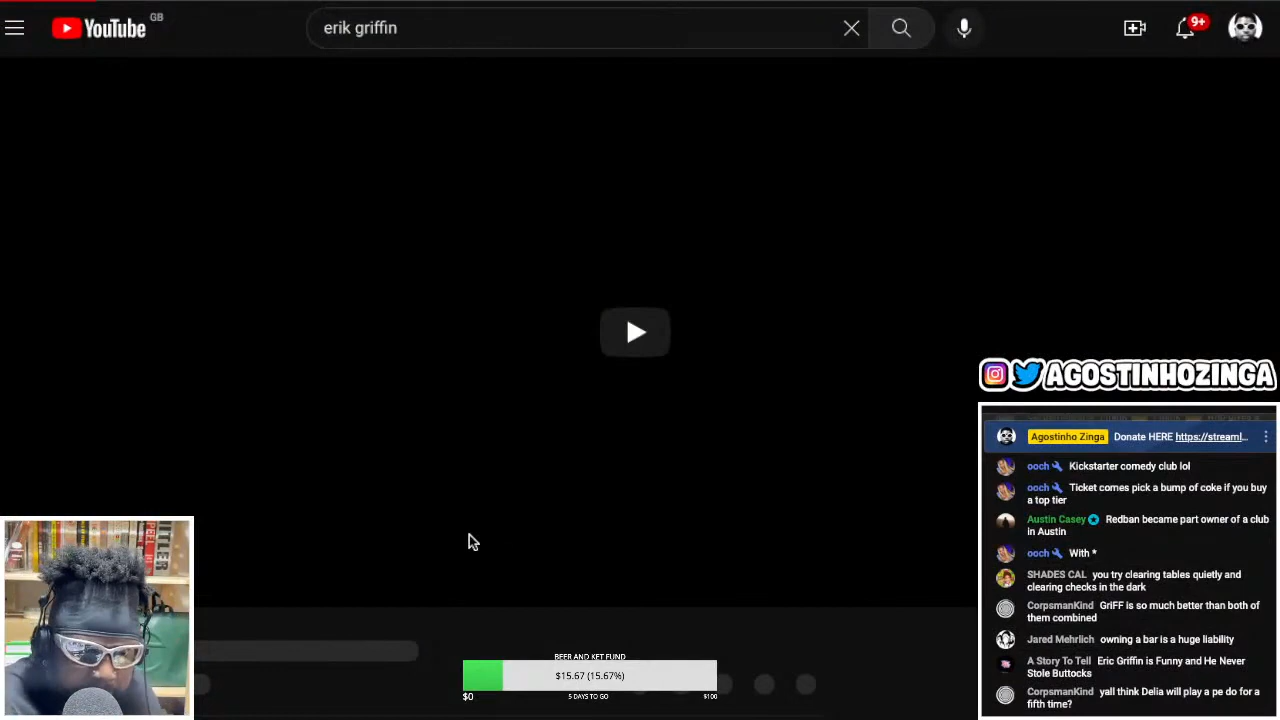 YouTube GB
erik griffin
9+
AGOSTINHOZINGA
Agostinho Zinga Donate HERE https://streaml...
ooch Kickstarter comedy club lol
ooch Ticket comes pick a bump of coke if you buy
a top tier
Austin Casey Redban became part owner of a club
in Austin
ooch With *
SHADES CAL you try clearing tables quietly and
clearing checks in the dark
CorpsmanKind GriFF is so much better than both of
them combined
Jared Mehrlich owning a bar is a huge liability
A Story To Tell Eric Griffin is Funny and He Never
Stole Buttocks
CorpsmanKind yall think Delia will play a pe do for a
fifth time?
PEEL
BEER AND KET FUND
$15.67 (15.67%)
$0 5 DAYS TO GO $100